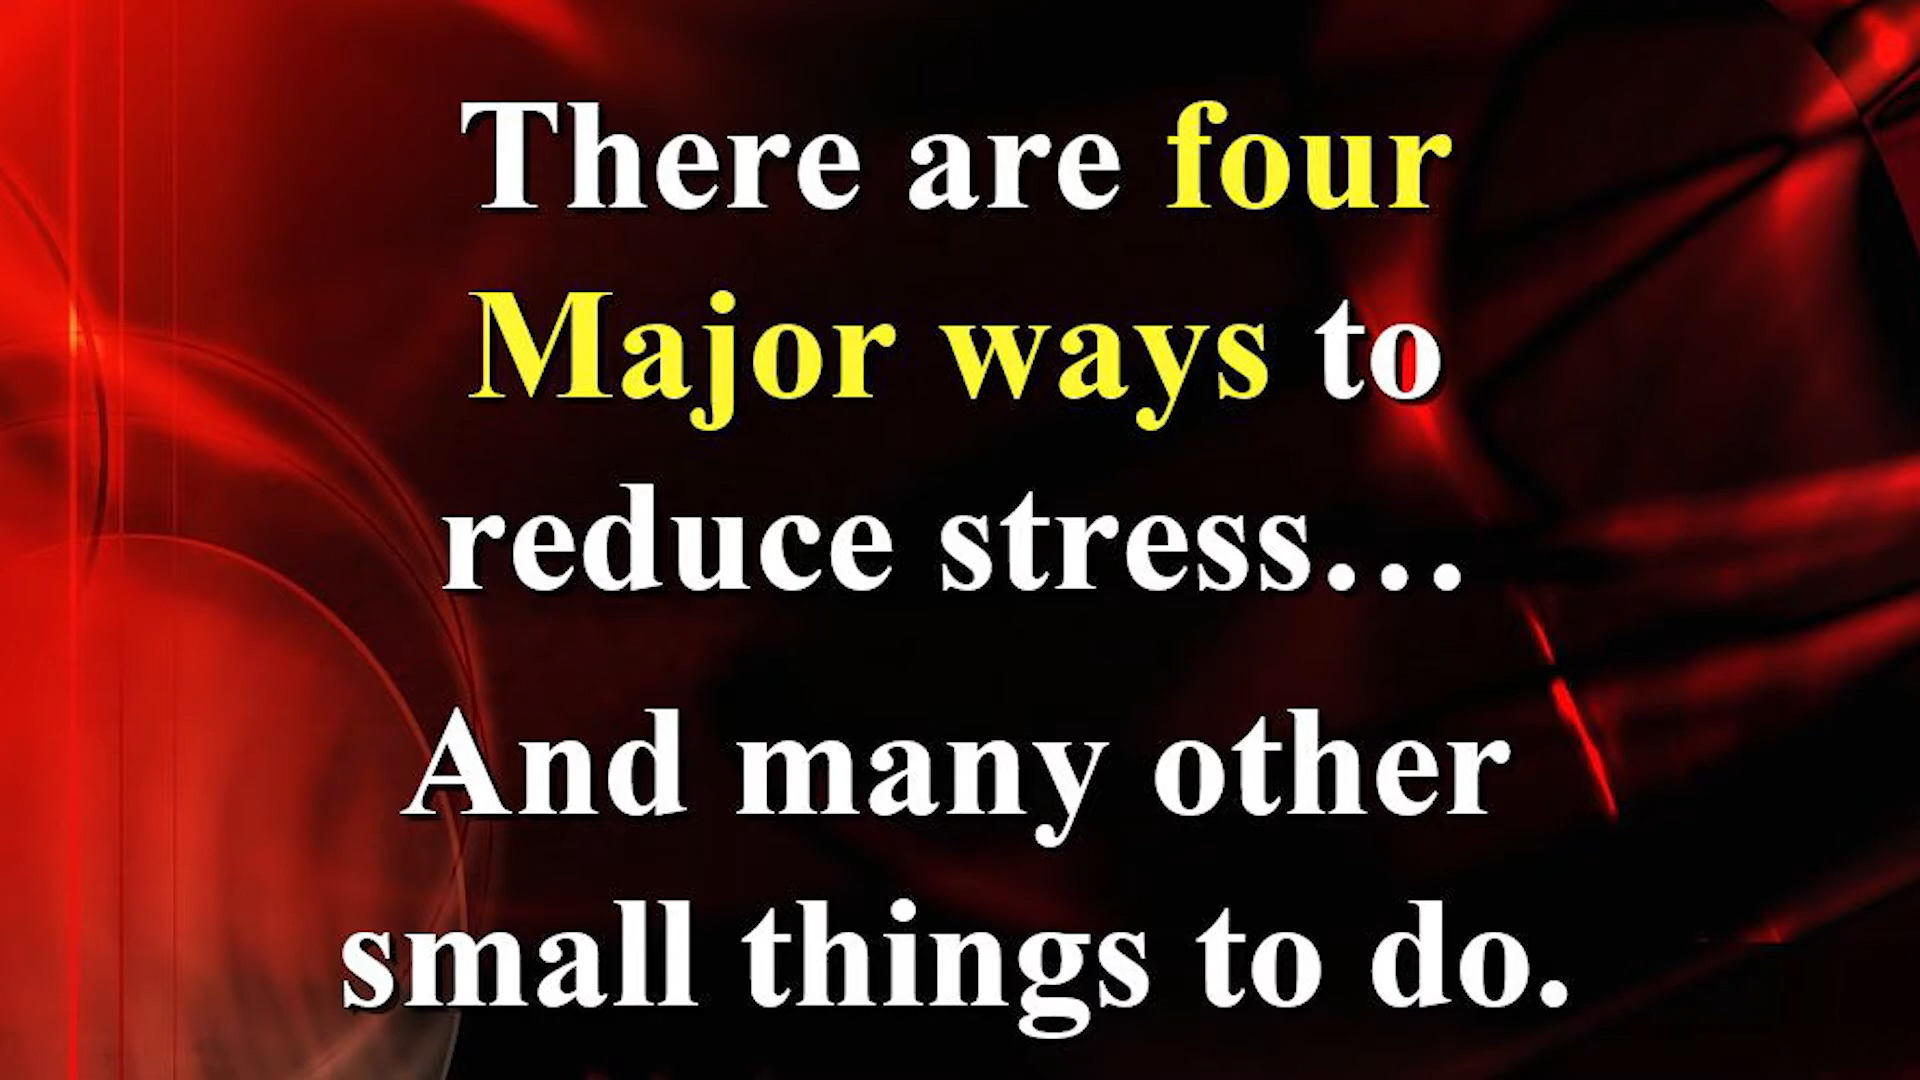 There are four
Major ways to
reduce stress…
And many other
small things to do.